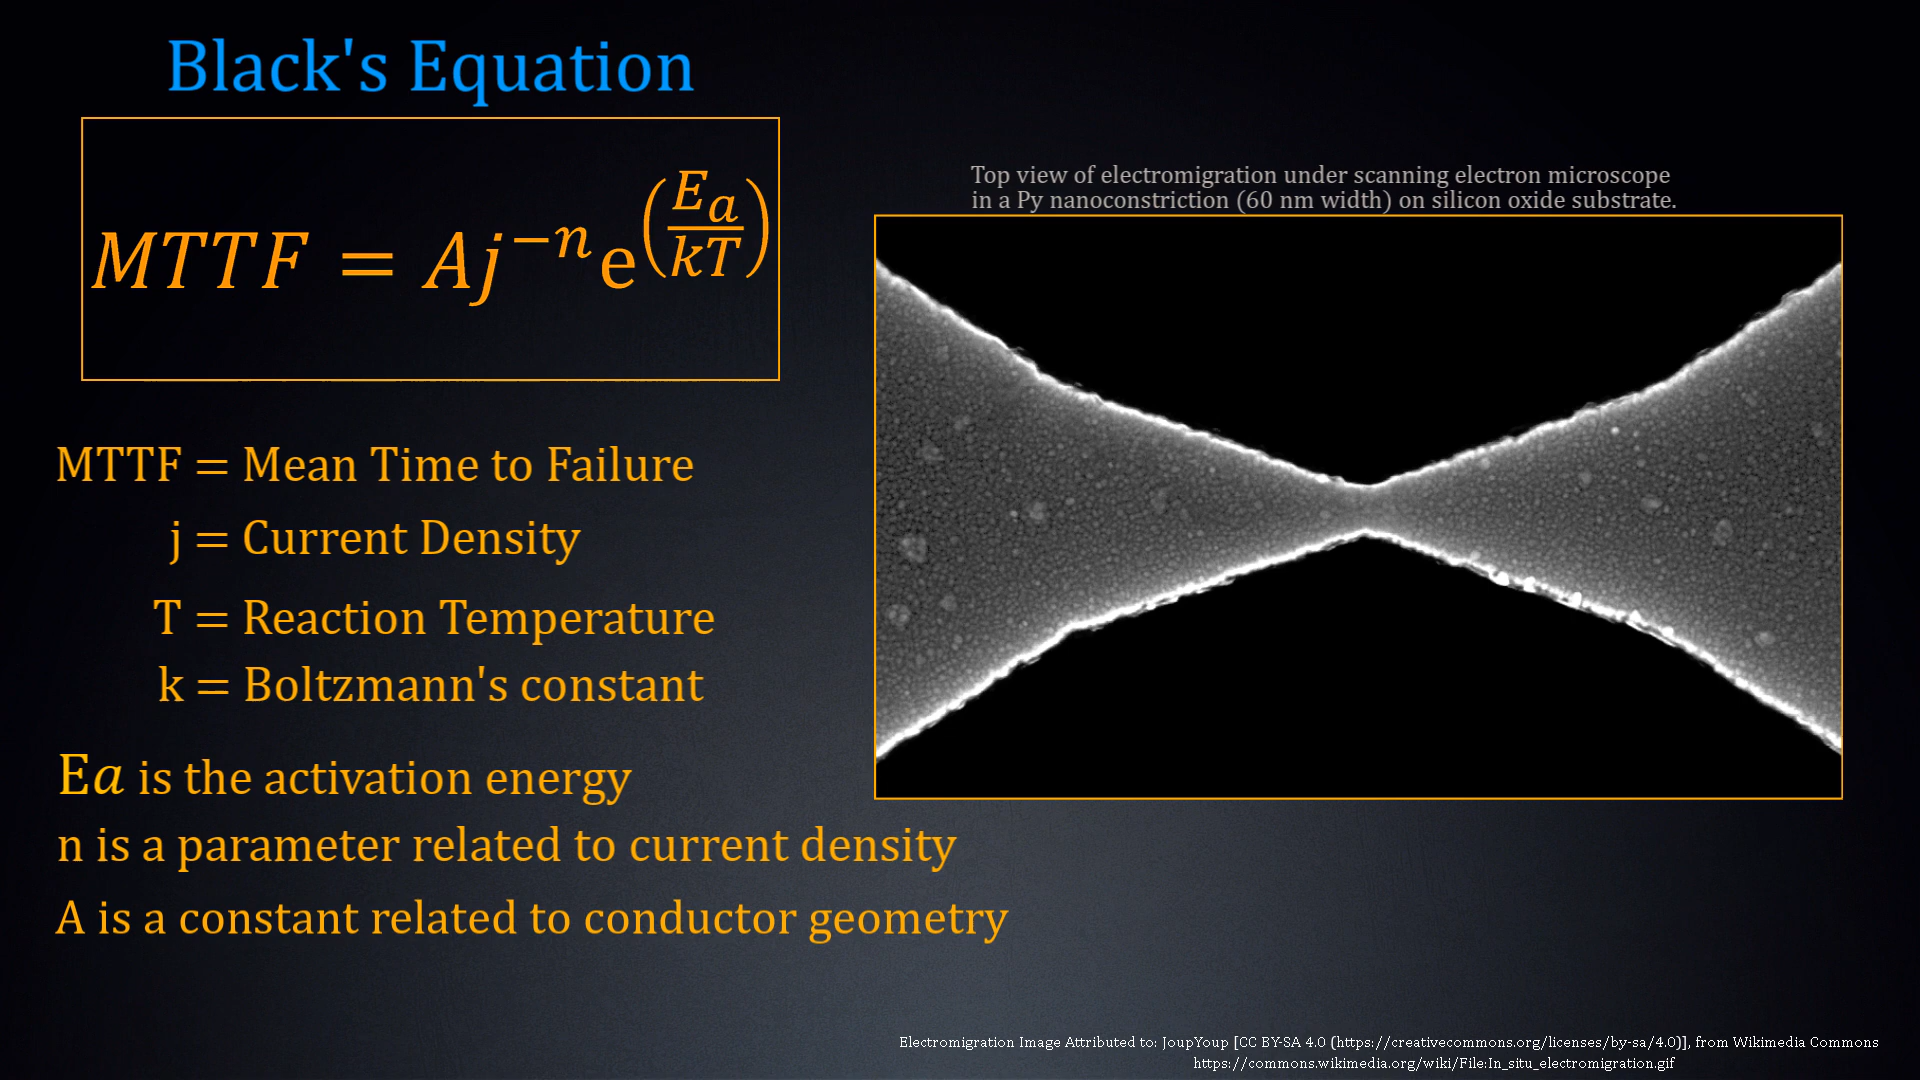 Black's Equation
MTTF = Aj⁻ⁿe^(Eₐ/kT)
Top view of electromigration under scanning electron microscope
in a Py nanoconstriction (60 nm width) on silicon oxide substrate.
MTTF = Mean Time to Failure
j = Current Density
T = Reaction Temperature
k = Boltzmann's constant
Ea is the activation energy
n is a parameter related to current density
A is a constant related to conductor geometry
Electromigration Image Attributed to: JoupYoup [CC BY-SA 4.0 (https://creativecommons.org/licenses/by-sa/4.0)], from Wikimedia Commons
https://commons.wikimedia.org/wiki/File:In_situ_electromigration.gif